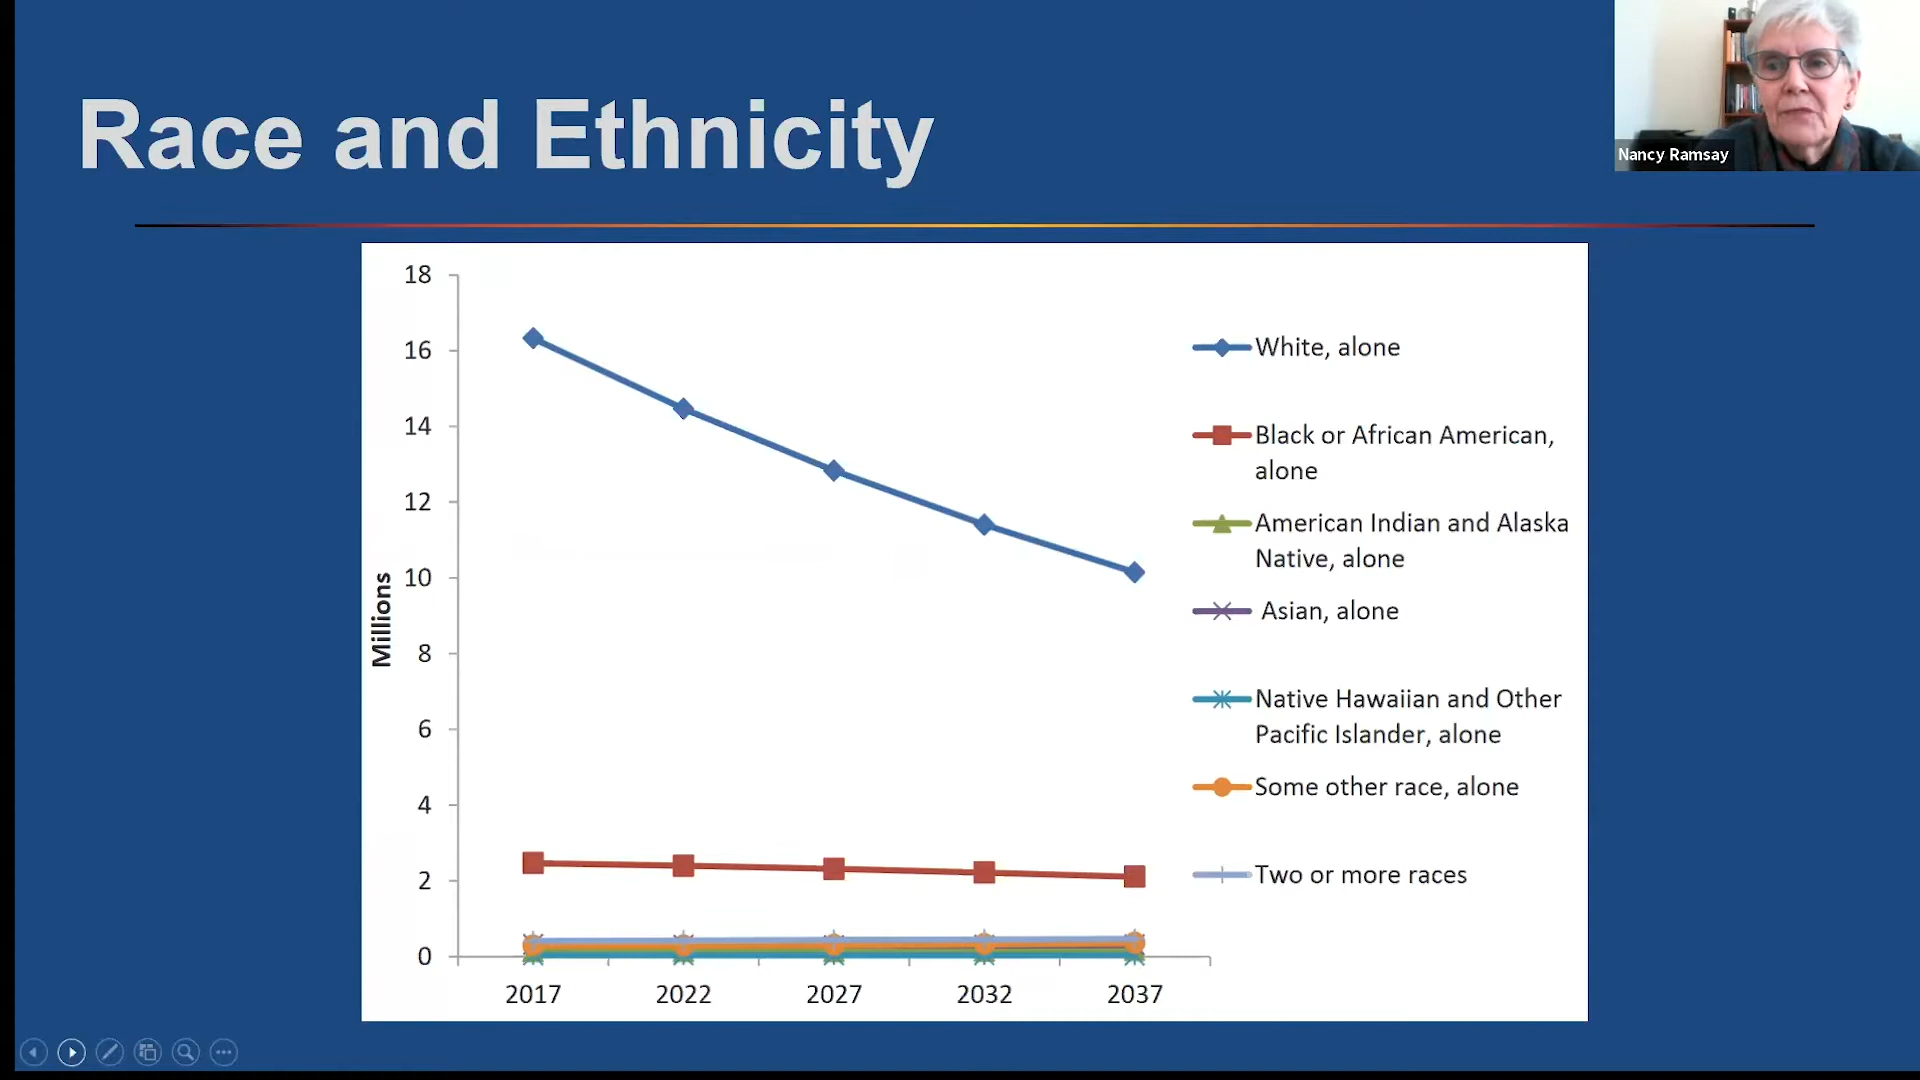 Race and Ethnicity
Nancy Ramsay
18
16
14
12
10
8
6
4
2
0
Millions
2017 2022 2027 2032 2037
White, alone
Black or African American,
alone
American Indian and Alaska
Native, alone
Asian, alone
Native Hawaiian and Other
Pacific Islander, alone
Some other race, alone
Two or more races